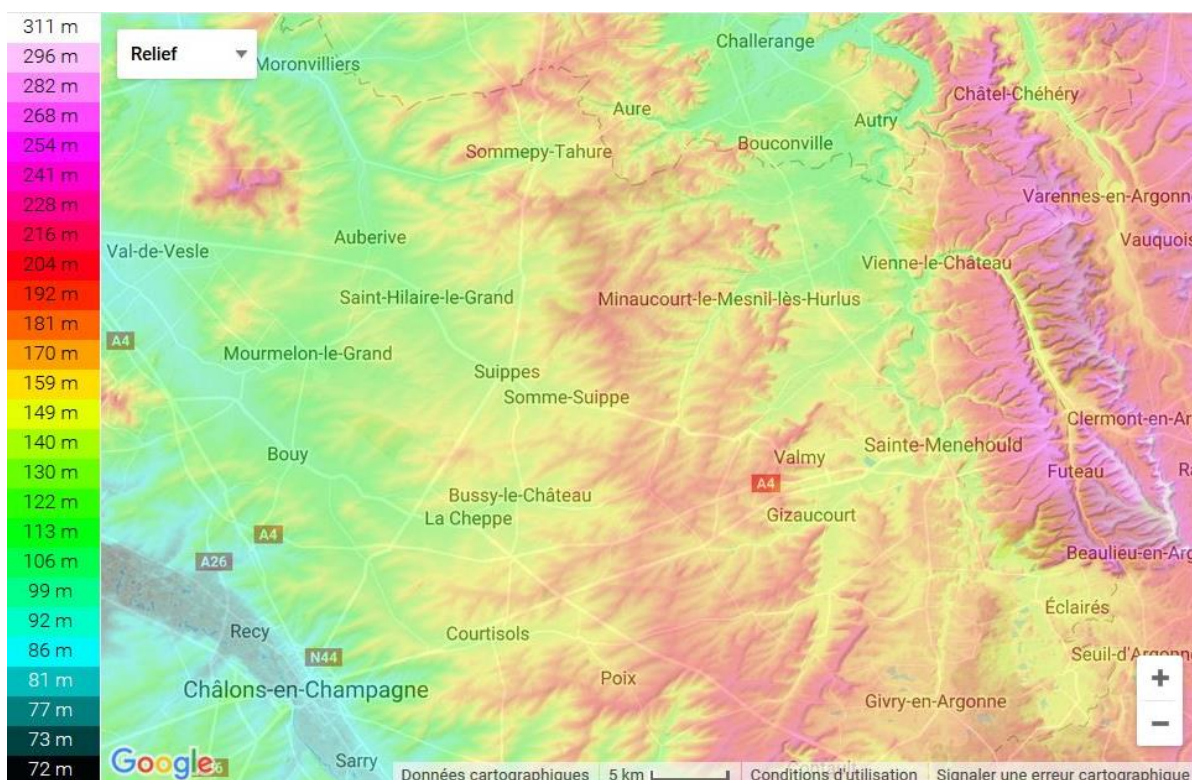 311 m
296 m
282 m
268 m
254 m
241 m
228 m
216 m
204 m
192 m
181 m
170 m
159 m
149 m
140 m
130 m
122 m
113 m
106 m
99 m
92 m
86 m
81 m
77 m
73 m
72 m
Relief
Moronvilliers
Challerange
Châtel-Chéhéry
Aure
Autry
Sommepy-Tahure
Bouconville
Varennes-en-Argonne
Auberive
Vauquois
Val-de-Vesle
Vienne-le-Château
Saint-Hilaire-le-Grand
Minaucourt-le-Mesnil-lès-Hurlus
A4
Mourmelon-le-Grand
Suippes
Somme-Suippe
Clermont-en-Ar
Sainte-Menehould
Bouy
Valmy
Futeau
A4
Bussy-le-Château
La Cheppe
Gizaucourt
A4
Beaulieu-en-Arg
A26
Éclairés
Recy
Courtisols
N44
Seuil-d'Argonne
Poix
Châlons-en-Champagne
Givry-en-Argonne
+
−
Google
Sarry
Données cartographiques
5 km
Conditions d'utilisation
Signaler une erreur cartographique